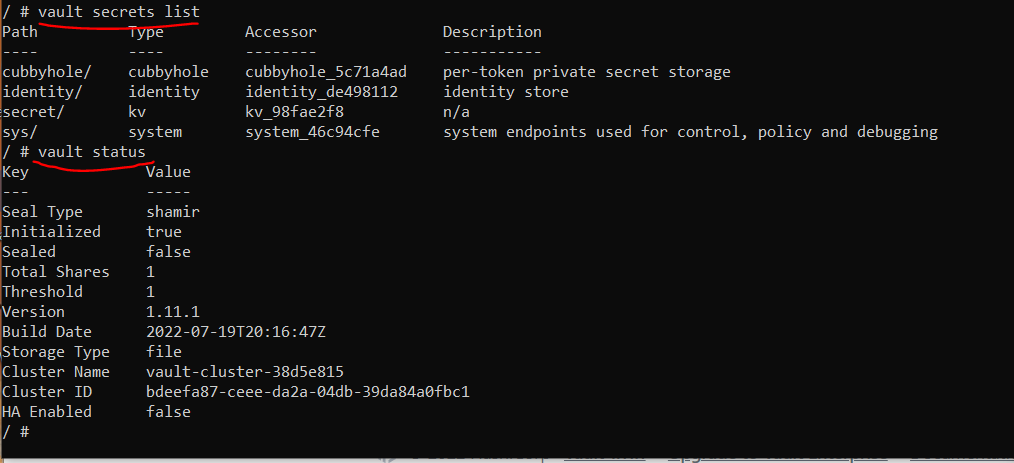 / # vault secrets list
Path Type Accessor Description
---- ---- -------- -----------
cubbyhole/ cubbyhole cubbyhole_5c71a4ad per-token private secret storage
identity/ identity identity_de498112 identity store
secret/ kv kv_98fae2f8 n/a
sys/ system system_46c94cfe system endpoints used for control, policy and debugging
/ # vault status
Key Value
--- -----
Seal Type shamir
Initialized true
Sealed false
Total Shares 1
Threshold 1
Version 1.11.1
Build Date 2022-07-19T20:16:47Z
Storage Type file
Cluster Name vault-cluster-38d5e815
Cluster ID bdeefa87-ceee-da2a-04db-39da84a0fbc1
HA Enabled false
/ #